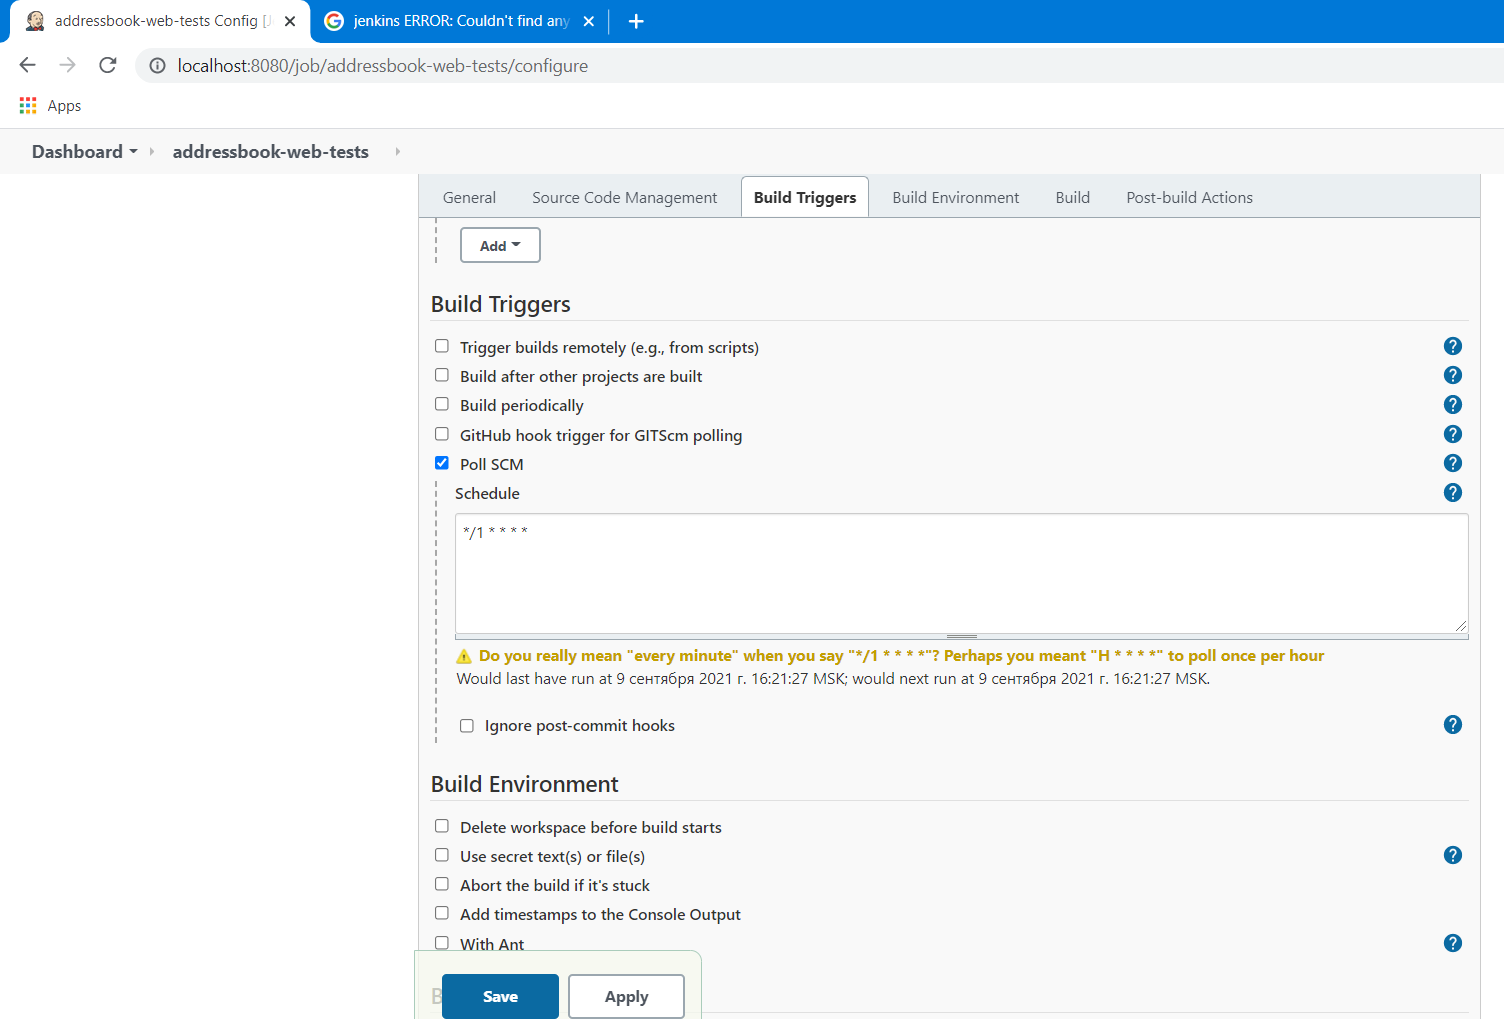 addressbook-web-tests Config [J
jenkins ERROR: Couldn't find any
localhost:8080/job/addressbook-web-tests/configure
Apps
Dashboard addressbook-web-tests
General Source Code Management Build Triggers Build Environment Build Post-build Actions
Add
Build Triggers
Trigger builds remotely (e.g., from scripts)
Build after other projects are built
Build periodically
GitHub hook trigger for GITScm polling
Poll SCM
Schedule
*/1 * * * *
Do you really mean "every minute" when you say "*/1 * * * *"? Perhaps you meant "H * * * *" to poll once per hour
Would last have run at 9 сентября 2021 г. 16:21:27 MSK; would next run at 9 сентября 2021 г. 16:21:27 MSK.
Ignore post-commit hooks
Build Environment
Delete workspace before build starts
Use secret text(s) or file(s)
Abort the build if it's stuck
Add timestamps to the Console Output
With Ant
Save Apply